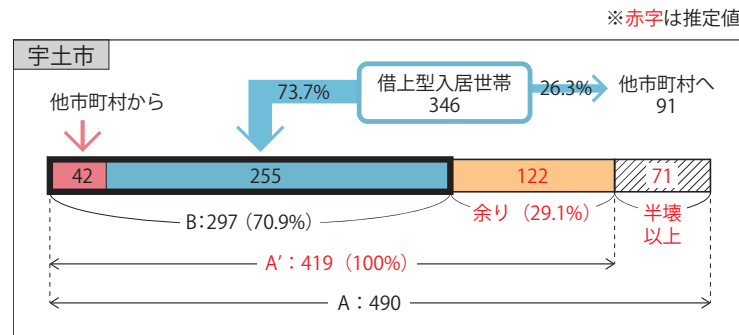 ※赤字は推定値
宇土市
他市町村から
73.7%
借上型入居世帯
346
26.3%
他市町村へ
91
42
255
122
71
B:297(70.9%)
余り(29.1%)
半壊
以上
A’:419(100%)
A:490